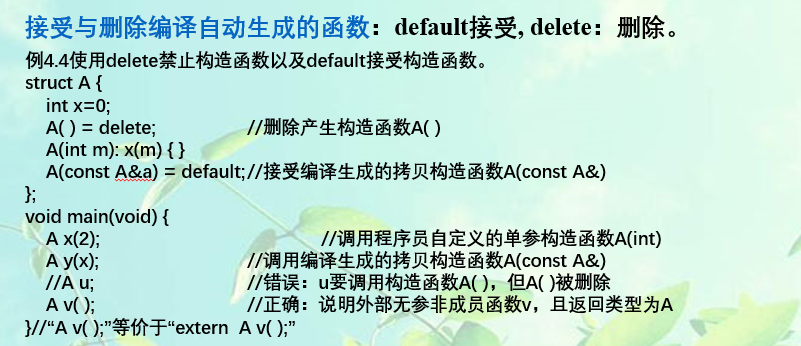 接受与删除编译自动生成的函数：default接受, delete：删除。
例4.4使用delete禁止构造函数以及default接受构造函数。
struct A {
int x=0;
A( ) = delete; //删除产生构造函数A( )
A(int m): x(m) { }
A(const A&a) = default;//接受编译生成的拷贝构造函数A(const A&)
};
void main(void) {
A x(2); //调用程序员自定义的单参构造函数A(int)
A y(x); //调用编译生成的拷贝构造函数A(const A&)
//A u; //错误：u要调用构造函数A( )，但A( )被删除
A v( ); //正确：说明外部无参非成员函数v，且返回类型为A
}//“A v( );”等价于“extern A v( );”